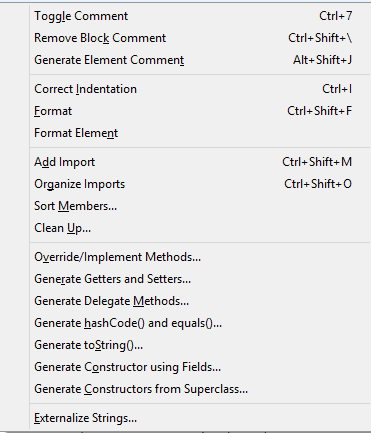 Toggle Comment Ctrl+7
Remove Block Comment Ctrl+Shift+\
Generate Element Comment Alt+Shift+J
Correct Indentation Ctrl+I
Format Ctrl+Shift+F
Format Element
Add Import Ctrl+Shift+M
Organize Imports Ctrl+Shift+O
Sort Members...
Clean Up...
Override/Implement Methods...
Generate Getters and Setters...
Generate Delegate Methods...
Generate hashCode() and equals()...
Generate toString()...
Generate Constructor using Fields...
Generate Constructors from Superclass...
Externalize Strings...